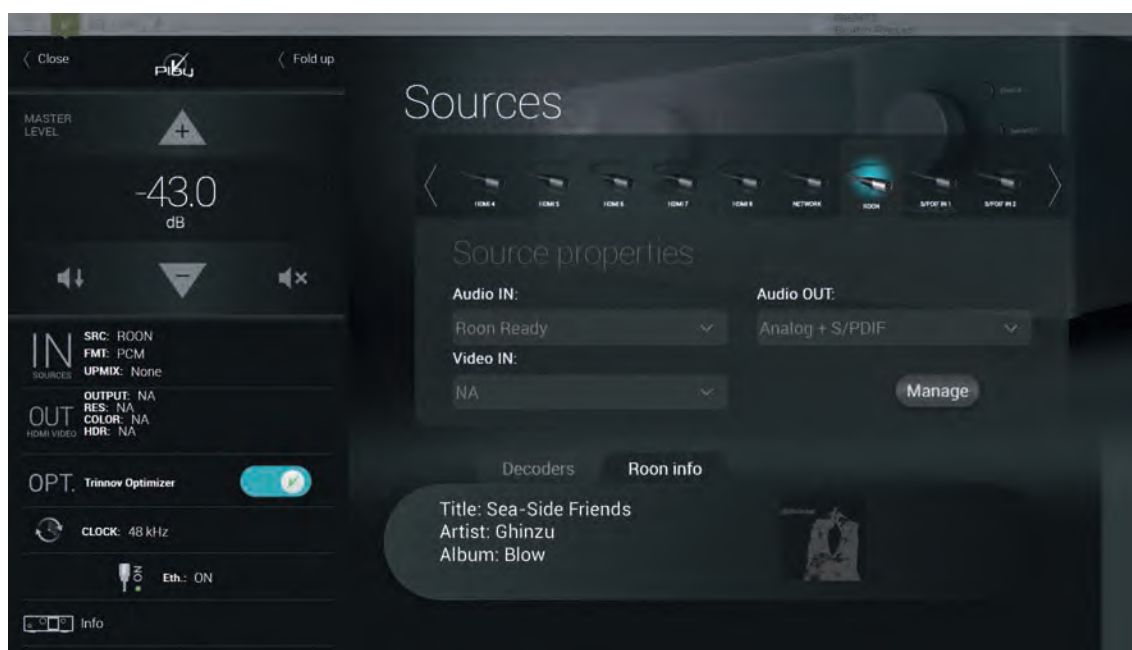 Close
Play
Fold up
MASTER
LEVEL
+
-43.0
dB
IN
SOURCES
SRC: ROON
FMT: PCM
UPMIX: None
OUT
HDMI VIDEO
OUTPUT: NA
RES: NA
COLOR: NA
HDR: NA
OPT. Trinnov Optimizer
CLOCK: 48 kHz
ON
Eth.: ON
Info
Sources
HDMI 4
HDMI 5
HDMI 6
HDMI 7
HDMI 8
NETWORK
ROON
S/PDIF IN 1
S/PDIF IN 2
Source properties
Audio IN:
Audio OUT:
Roon Ready
Analog + S/PDIF
Video IN:
NA
Manage
Decoders
Roon info
Title: Sea-Side Friends
Artist: Ghinzu
Album: Blow